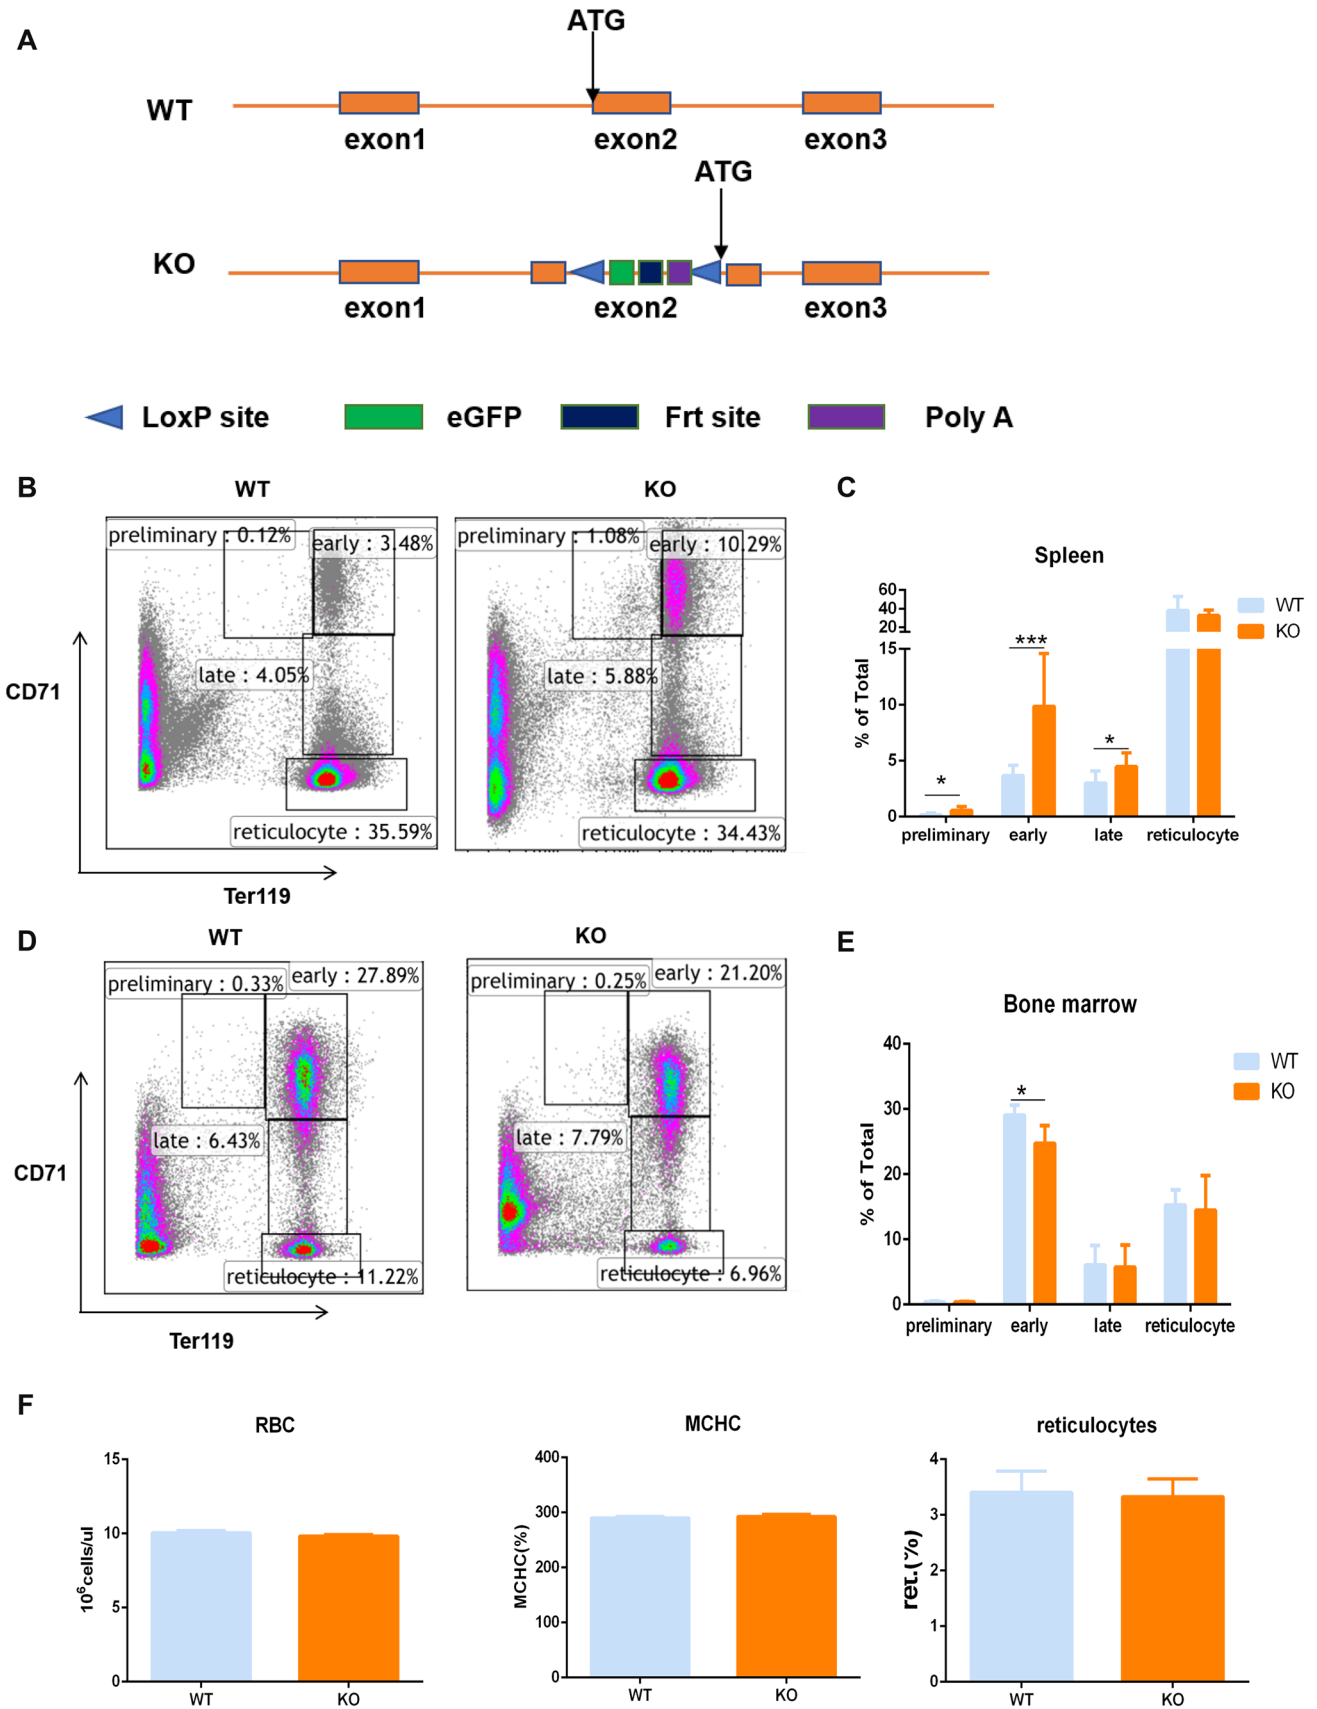 A
ATG
WT
exon1 exon2 exon3
ATG
KO
exon1 exon2 exon3
LoxP site eGFP Frt site Poly A
B
WT KO
preliminary : 0.12%
early : 3.48%
late : 4.05%
reticulocyte : 35.59%
preliminary : 1.08%
early : 10.29%
late : 5.88%
reticulocyte : 34.43%
CD71
Ter119
C
Spleen
% of Total
60
40
20
15
10
5
0
* *** *
preliminary early late reticulocyte
WT
KO
D
WT KO
preliminary : 0.33%
early : 27.89%
late : 6.43%
reticulocyte : 11.22%
preliminary : 0.25%
early : 21.20%
late : 7.79%
reticulocyte : 6.96%
CD71
Ter119
E
Bone marrow
% of Total
40
30
20
10
0
*
preliminary early late reticulocyte
WT
KO
F
RBC
10⁶cells/ul
15
10
5
0
WT KO
MCHC
MCHC(%)
400
300
200
100
0
WT KO
reticulocytes
ret.(%)
4
3
2
1
0
WT KO